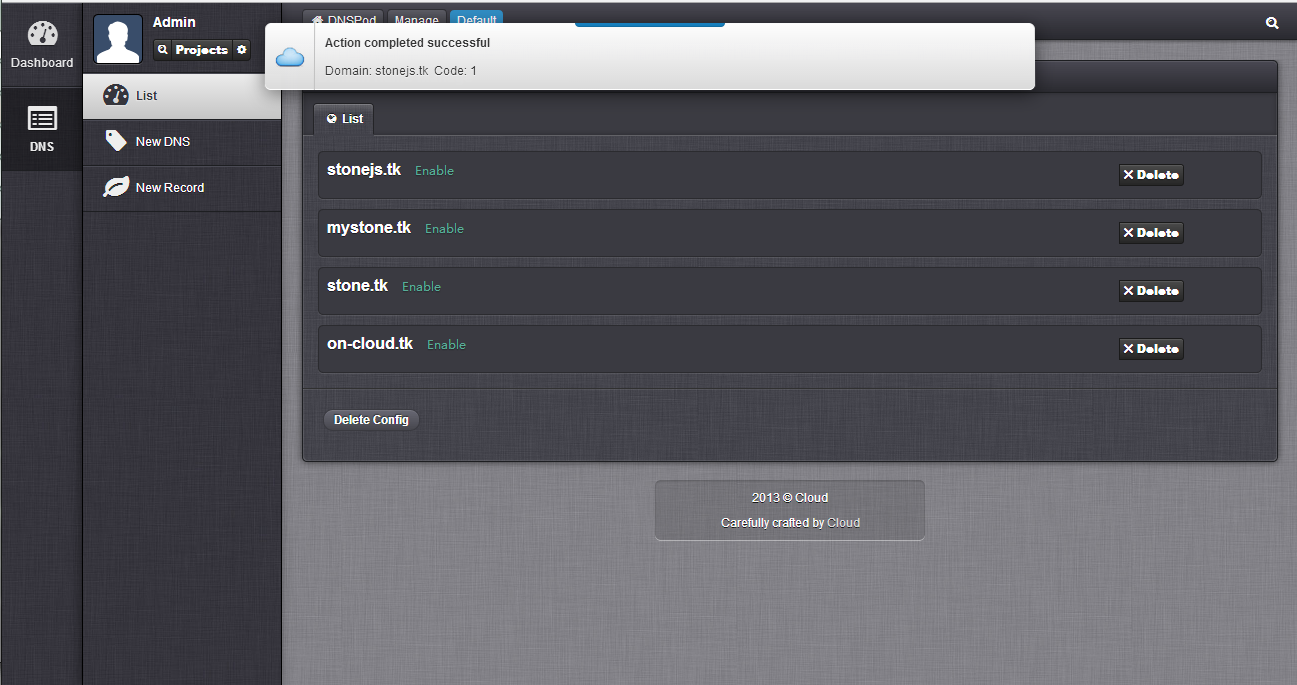 Dashboard
DNS
Admin
Projects
List
New DNS
New Record
DNSPod
Manage
Default
Action completed successful
Domain: stonejs.tk Code: 1
List
stonejs.tk Enable
Delete
mystone.tk Enable
Delete
stone.tk Enable
Delete
on-cloud.tk Enable
Delete
Delete Config
2013 © Cloud
Carefully crafted by Cloud